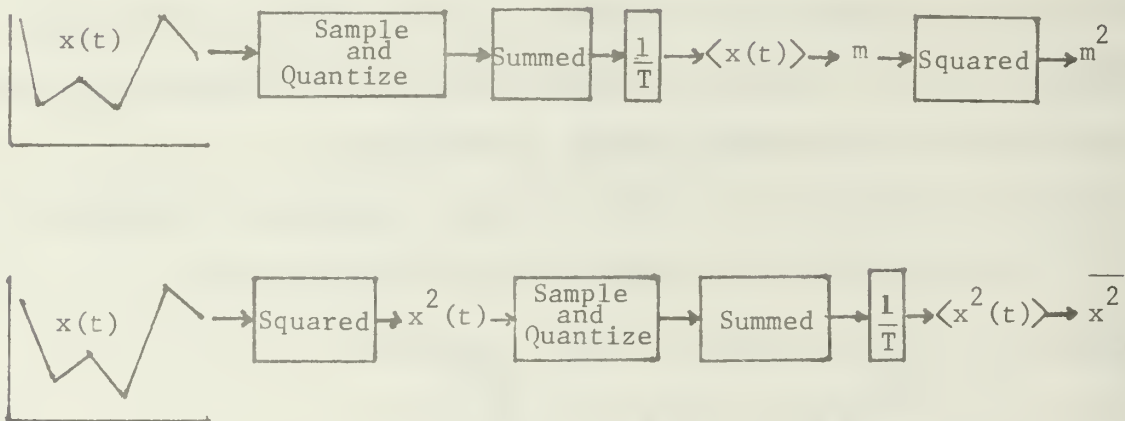 x(t) Sample and Quantize Summed 1/T <x(t)> m Squared m²
x(t) Squared x²(t) Sample and Quantize Summed 1/T <x²(t)> x̅²̅